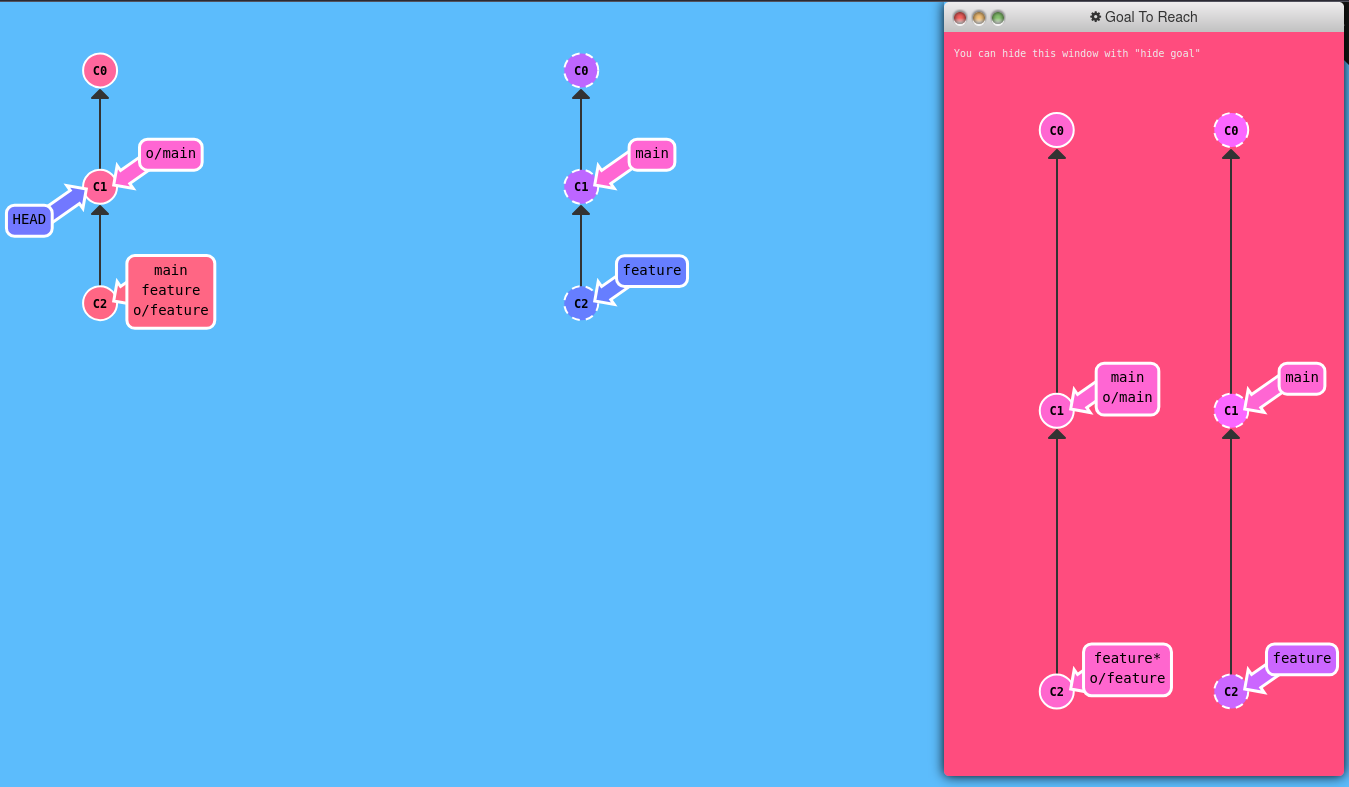 Goal To Reach
You can hide this window with "hide goal"
C0
C1
o/main
HEAD
C2
main
feature
o/feature
C0
C1
main
C2
feature
C0
C1
main
o/main
C2
feature*
o/feature
C0
C1
main
C2
feature